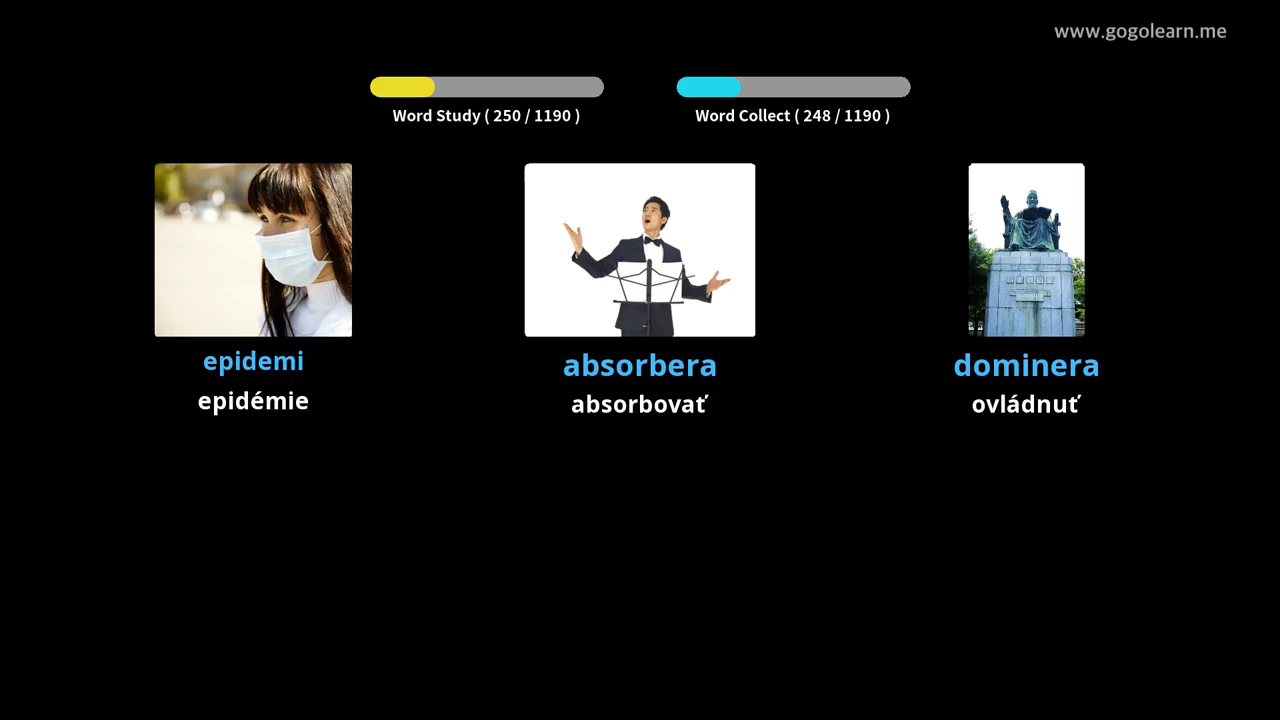 www.gogolearn.me
Word Study ( 250 / 1190 )
Word Collect ( 248 / 1190 )
epidemi
epidémie
absorbera
absorbovať
dominera
ovládnuť